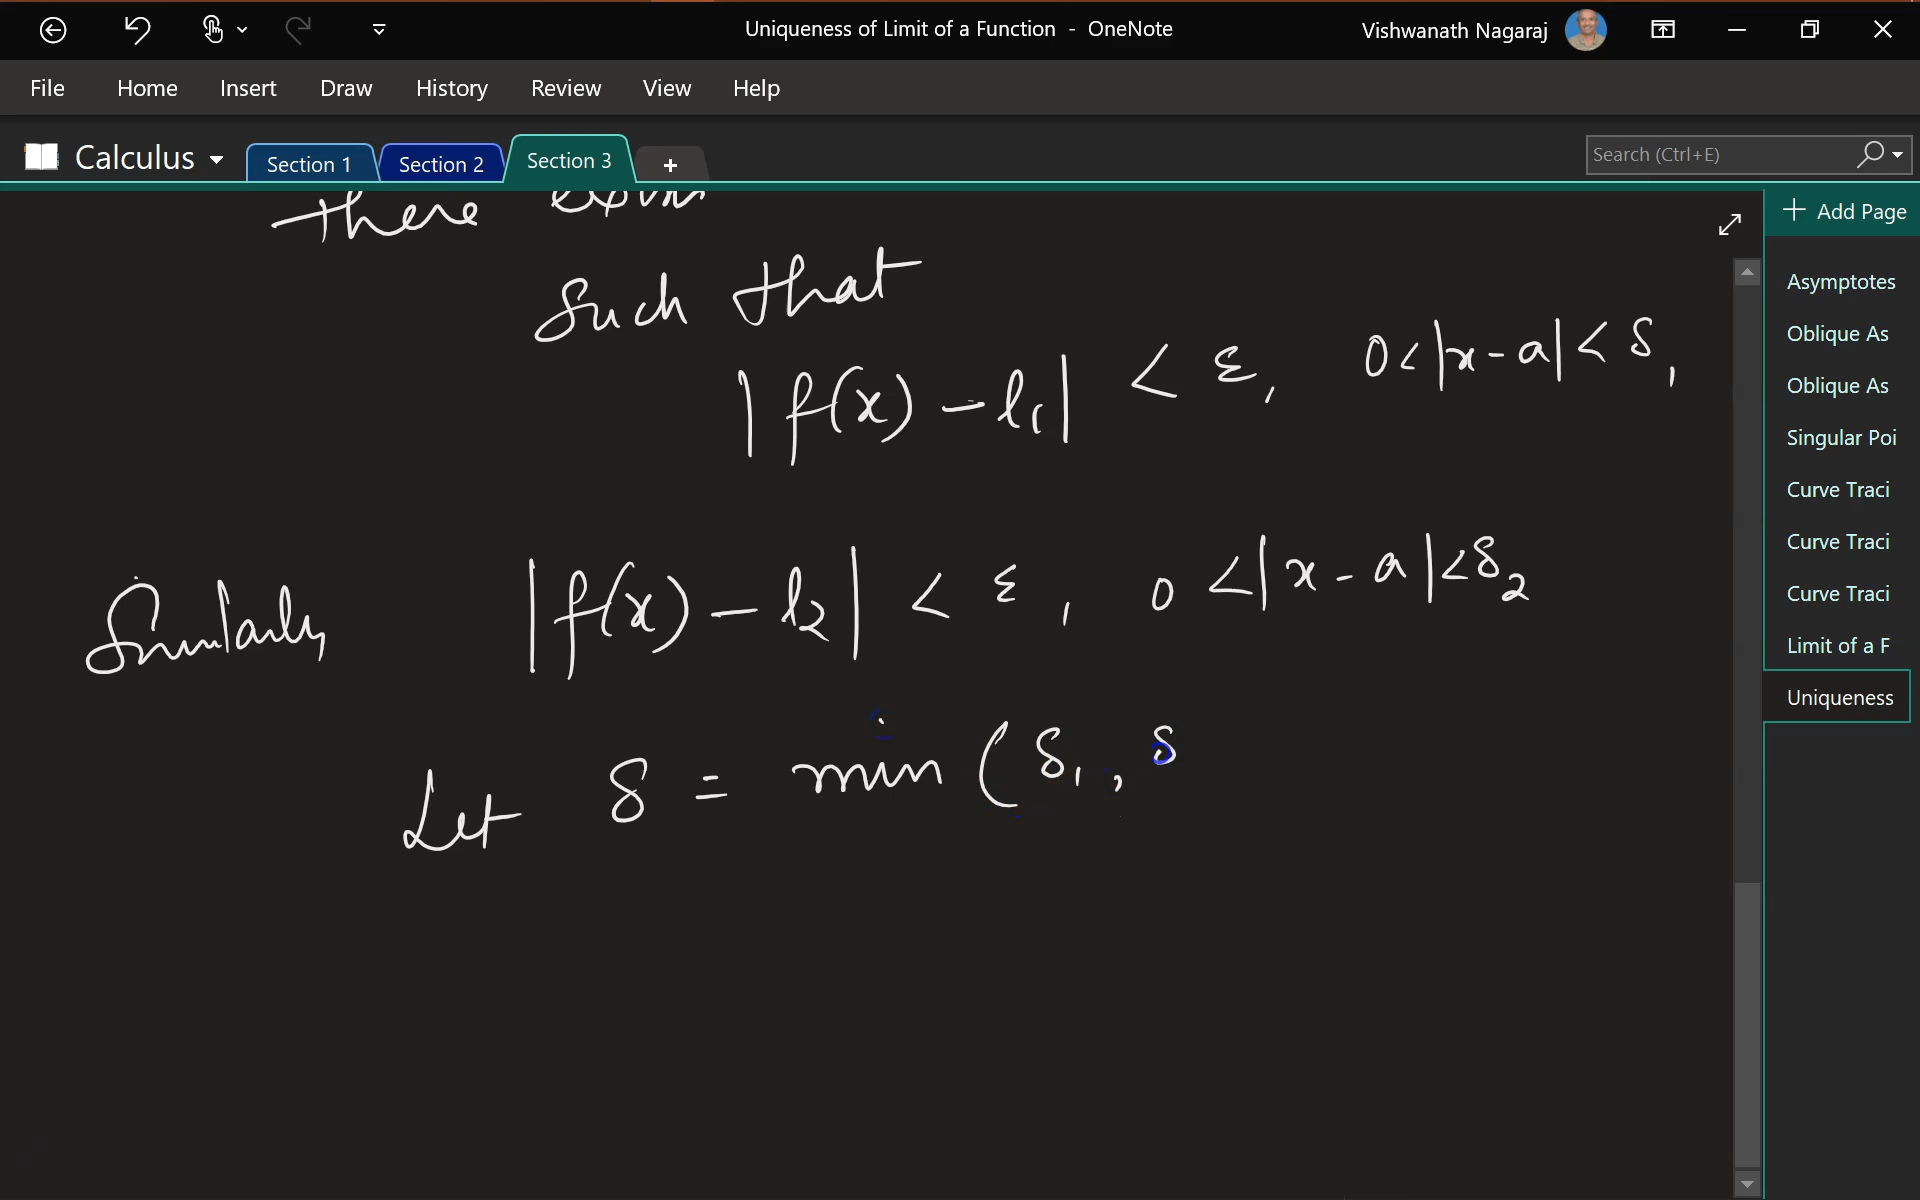 Uniqueness of Limit of a Function - OneNote
Vishwanath Nagaraj
File Home Insert Draw History Review View Help
Calculus Section 1 Section 2 Section 3 +
Search (Ctrl+E)
there
such that
|f(x) - l₁| < ε, 0 < |x - a| < δ₁
Similarly |f(x) - l₂| < ε, 0 < |x - a| < δ₂
Let δ = min (δ₁, δ
+ Add Page
Asymptotes
Oblique As
Oblique As
Singular Poi
Curve Traci
Curve Traci
Curve Traci
Limit of a F
Uniqueness